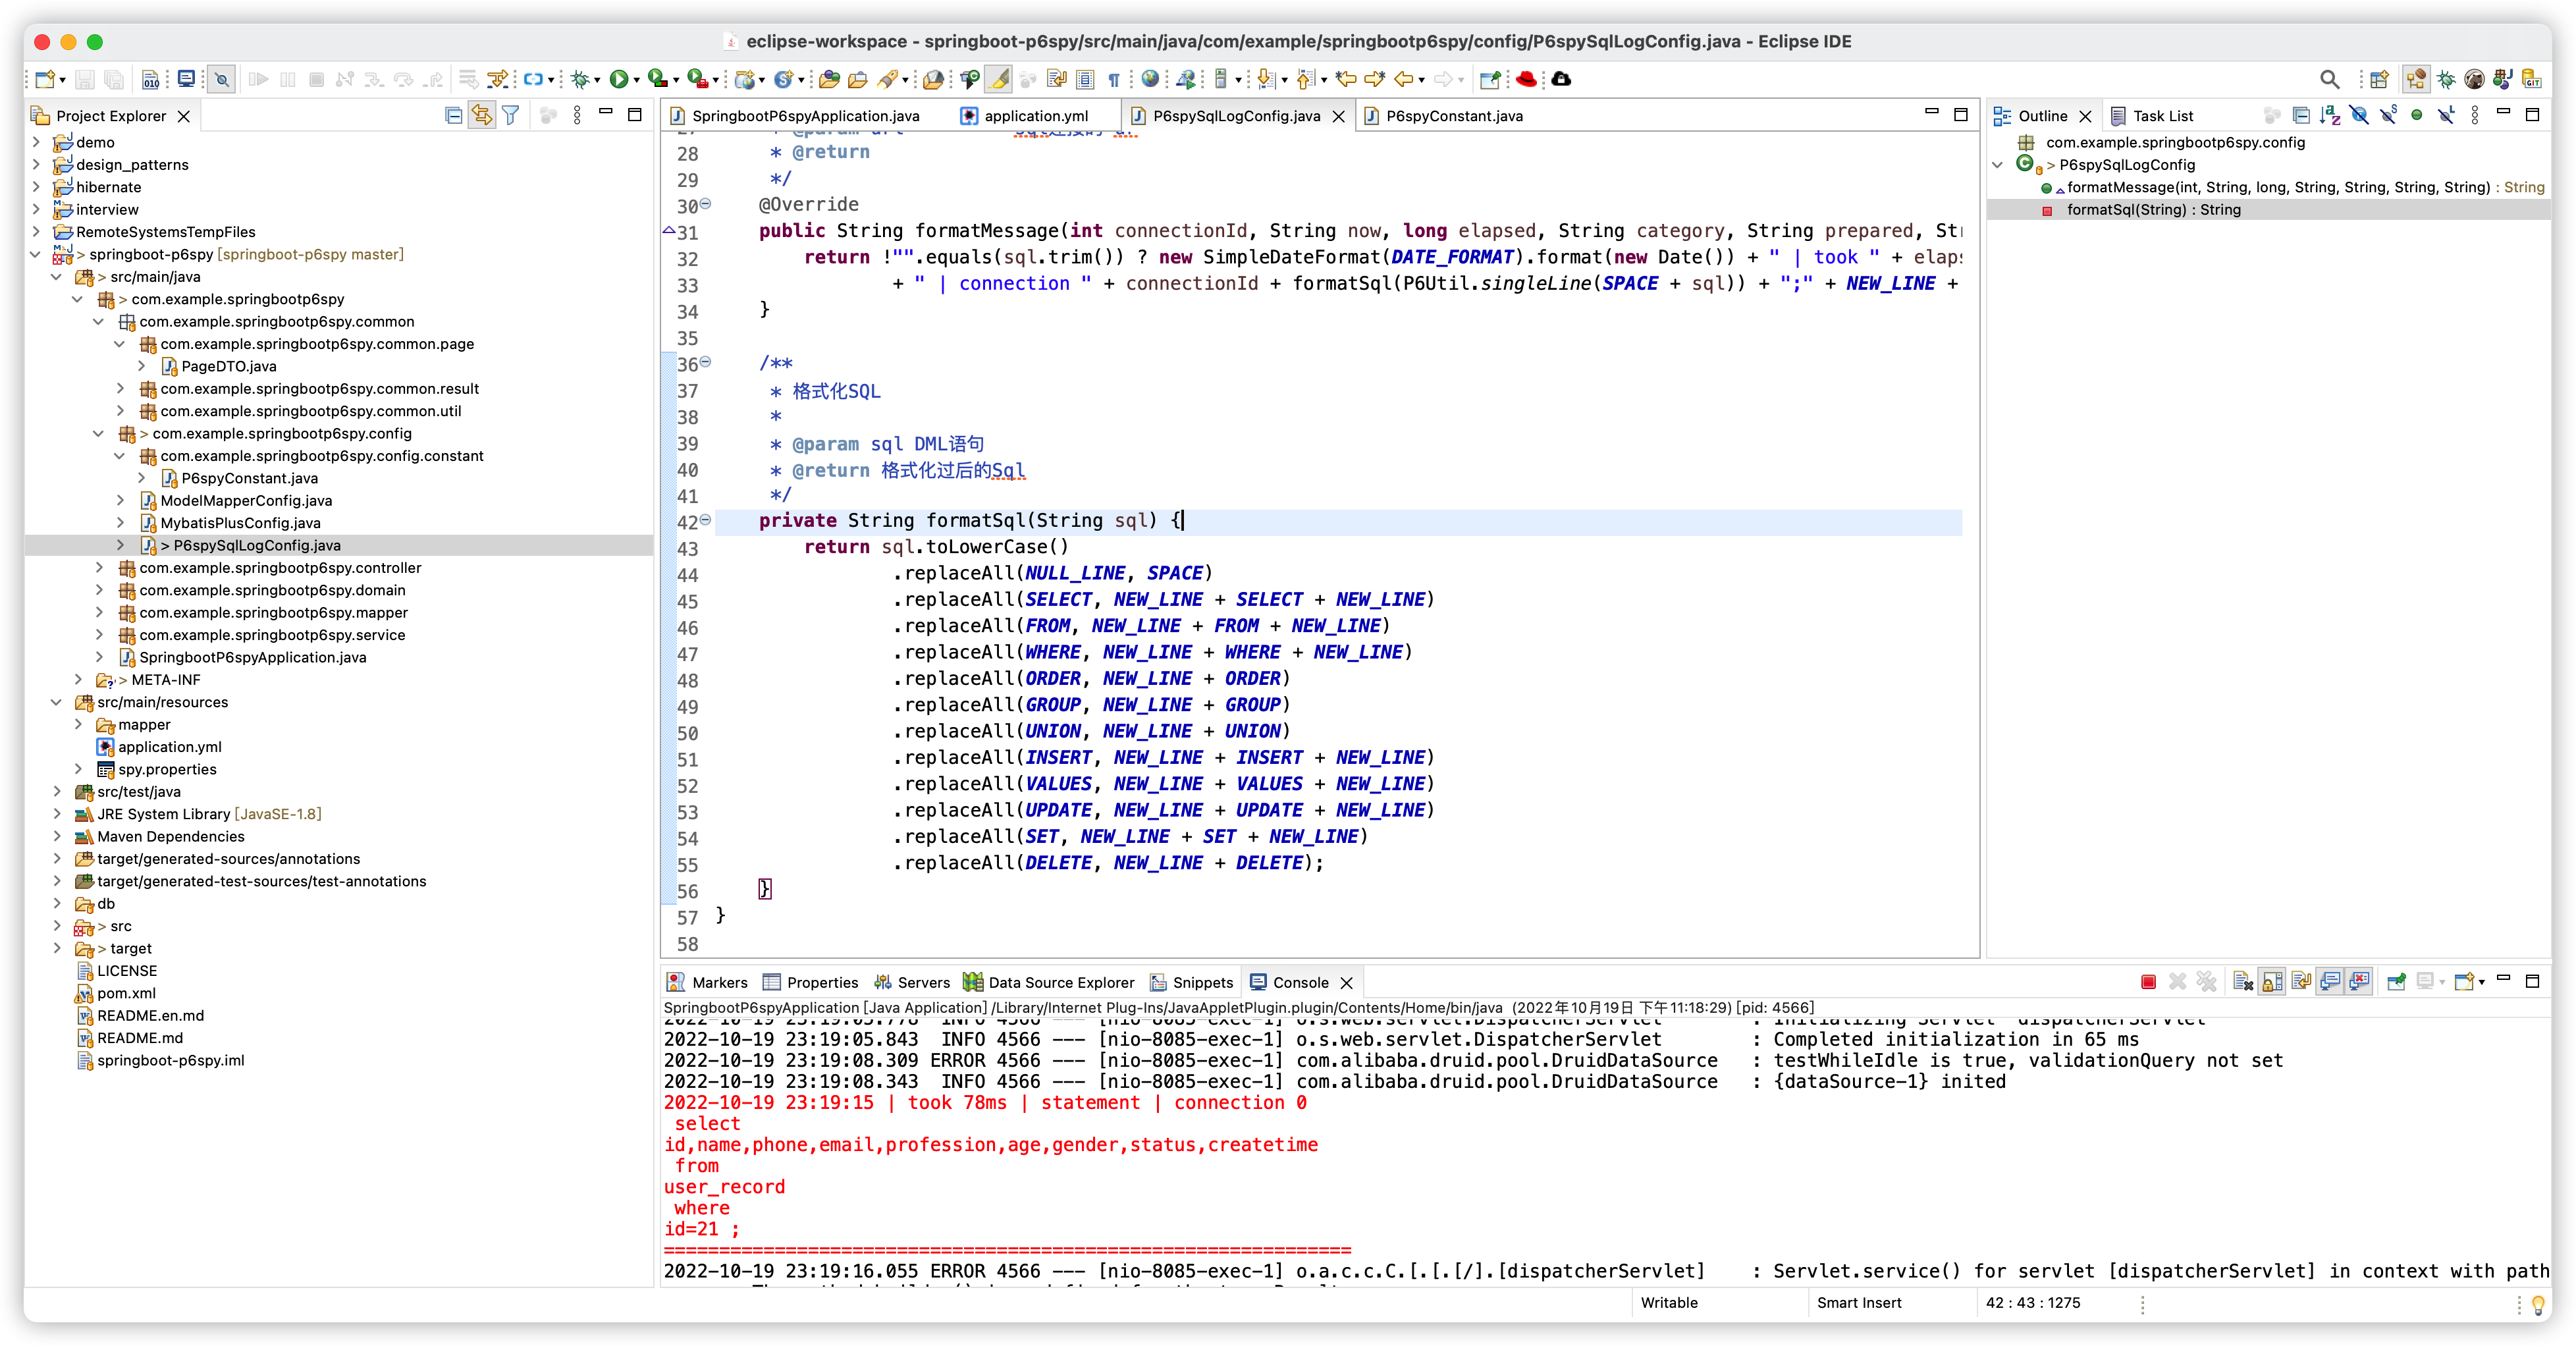 eclipse-workspace - springboot-p6spy/src/main/java/com/example/springbootp6spy/config/P6spySqlLogConfig.java - Eclipse IDE
Project Explorer
demo
design_patterns
hibernate
interview
RemoteSystemsTempFiles
> springboot-p6spy [springboot-p6spy master]
> src/main/java
> com.example.springbootp6spy
com.example.springbootp6spy.common
com.example.springbootp6spy.common.page
PageDTO.java
com.example.springbootp6spy.common.result
com.example.springbootp6spy.common.util
> com.example.springbootp6spy.config
com.example.springbootp6spy.config.constant
P6spyConstant.java
ModelMapperConfig.java
MybatisPlusConfig.java
> P6spySqlLogConfig.java
com.example.springbootp6spy.controller
com.example.springbootp6spy.domain
com.example.springbootp6spy.mapper
com.example.springbootp6spy.service
SpringbootP6spyApplication.java
> META-INF
src/main/resources
mapper
application.yml
spy.properties
src/test/java
JRE System Library [JavaSE-1.8]
Maven Dependencies
target/generated-sources/annotations
target/generated-test-sources/test-annotations
db
> src
> target
LICENSE
pom.xml
README.en.md
README.md
springboot-p6spy.iml
SpringbootP6spyApplication.java application.yml P6spySqlLogConfig.java P6spyConstant.java
28 * @return
29 */
30 @Override
31 public String formatMessage(int connectionId, String now, long elapsed, String category, String prepared, Str
32 return !"".equals(sql.trim()) ? new SimpleDateFormat(DATE_FORMAT).format(new Date()) + " | took " + elaps
33 + " | connection " + connectionId + formatSql(P6Util.singleLine(SPACE + sql)) + ";" + NEW_LINE +
34 }
35
36 /**
37 * 格式化SQL
38 *
39 * @param sql DML语句
40 * @return 格式化过后的Sql
41 */
42 private String formatSql(String sql) {
43 return sql.toLowerCase()
44 .replaceAll(NULL_LINE, SPACE)
45 .replaceAll(SELECT, NEW_LINE + SELECT + NEW_LINE)
46 .replaceAll(FROM, NEW_LINE + FROM + NEW_LINE)
47 .replaceAll(WHERE, NEW_LINE + WHERE + NEW_LINE)
48 .replaceAll(ORDER, NEW_LINE + ORDER)
49 .replaceAll(GROUP, NEW_LINE + GROUP)
50 .replaceAll(UNION, NEW_LINE + UNION)
51 .replaceAll(INSERT, NEW_LINE + INSERT + NEW_LINE)
52 .replaceAll(VALUES, NEW_LINE + VALUES + NEW_LINE)
53 .replaceAll(UPDATE, NEW_LINE + UPDATE + NEW_LINE)
54 .replaceAll(SET, NEW_LINE + SET + NEW_LINE)
55 .replaceAll(DELETE, NEW_LINE + DELETE);
56 }
57 }
58
Outline Task List
com.example.springbootp6spy.config
> P6spySqlLogConfig
formatMessage(int, String, long, String, String, String, String) : String
formatSql(String) : String
Markers Properties Servers Data Source Explorer Snippets Console
SpringbootP6spyApplication [Java Application] /Library/Internet Plug-Ins/JavaAppletPlugin.plugin/Contents/Home/bin/java (2022年10月19日 下午11:18:29) [pid: 4566]
2022-10-19 23:19:05.843 INFO 4566 --- [nio-8085-exec-1] o.s.web.servlet.DispatcherServlet : Completed initialization in 65 ms
2022-10-19 23:19:08.309 ERROR 4566 --- [nio-8085-exec-1] com.alibaba.druid.pool.DruidDataSource : testWhileIdle is true, validationQuery not set
2022-10-19 23:19:08.343 INFO 4566 --- [nio-8085-exec-1] com.alibaba.druid.pool.DruidDataSource : {dataSource-1} inited
2022-10-19 23:19:15 | took 78ms | statement | connection 0
select
id,name,phone,email,profession,age,gender,status,createtime
from
user_record
where
id=21 ;
==============================================================
2022-10-19 23:19:16.055 ERROR 4566 --- [nio-8085-exec-1] o.a.c.c.C.[.[.[/].[dispatcherServlet] : Servlet.service() for servlet [dispatcherServlet] in context with path
Writable Smart Insert 42 : 43 : 1275